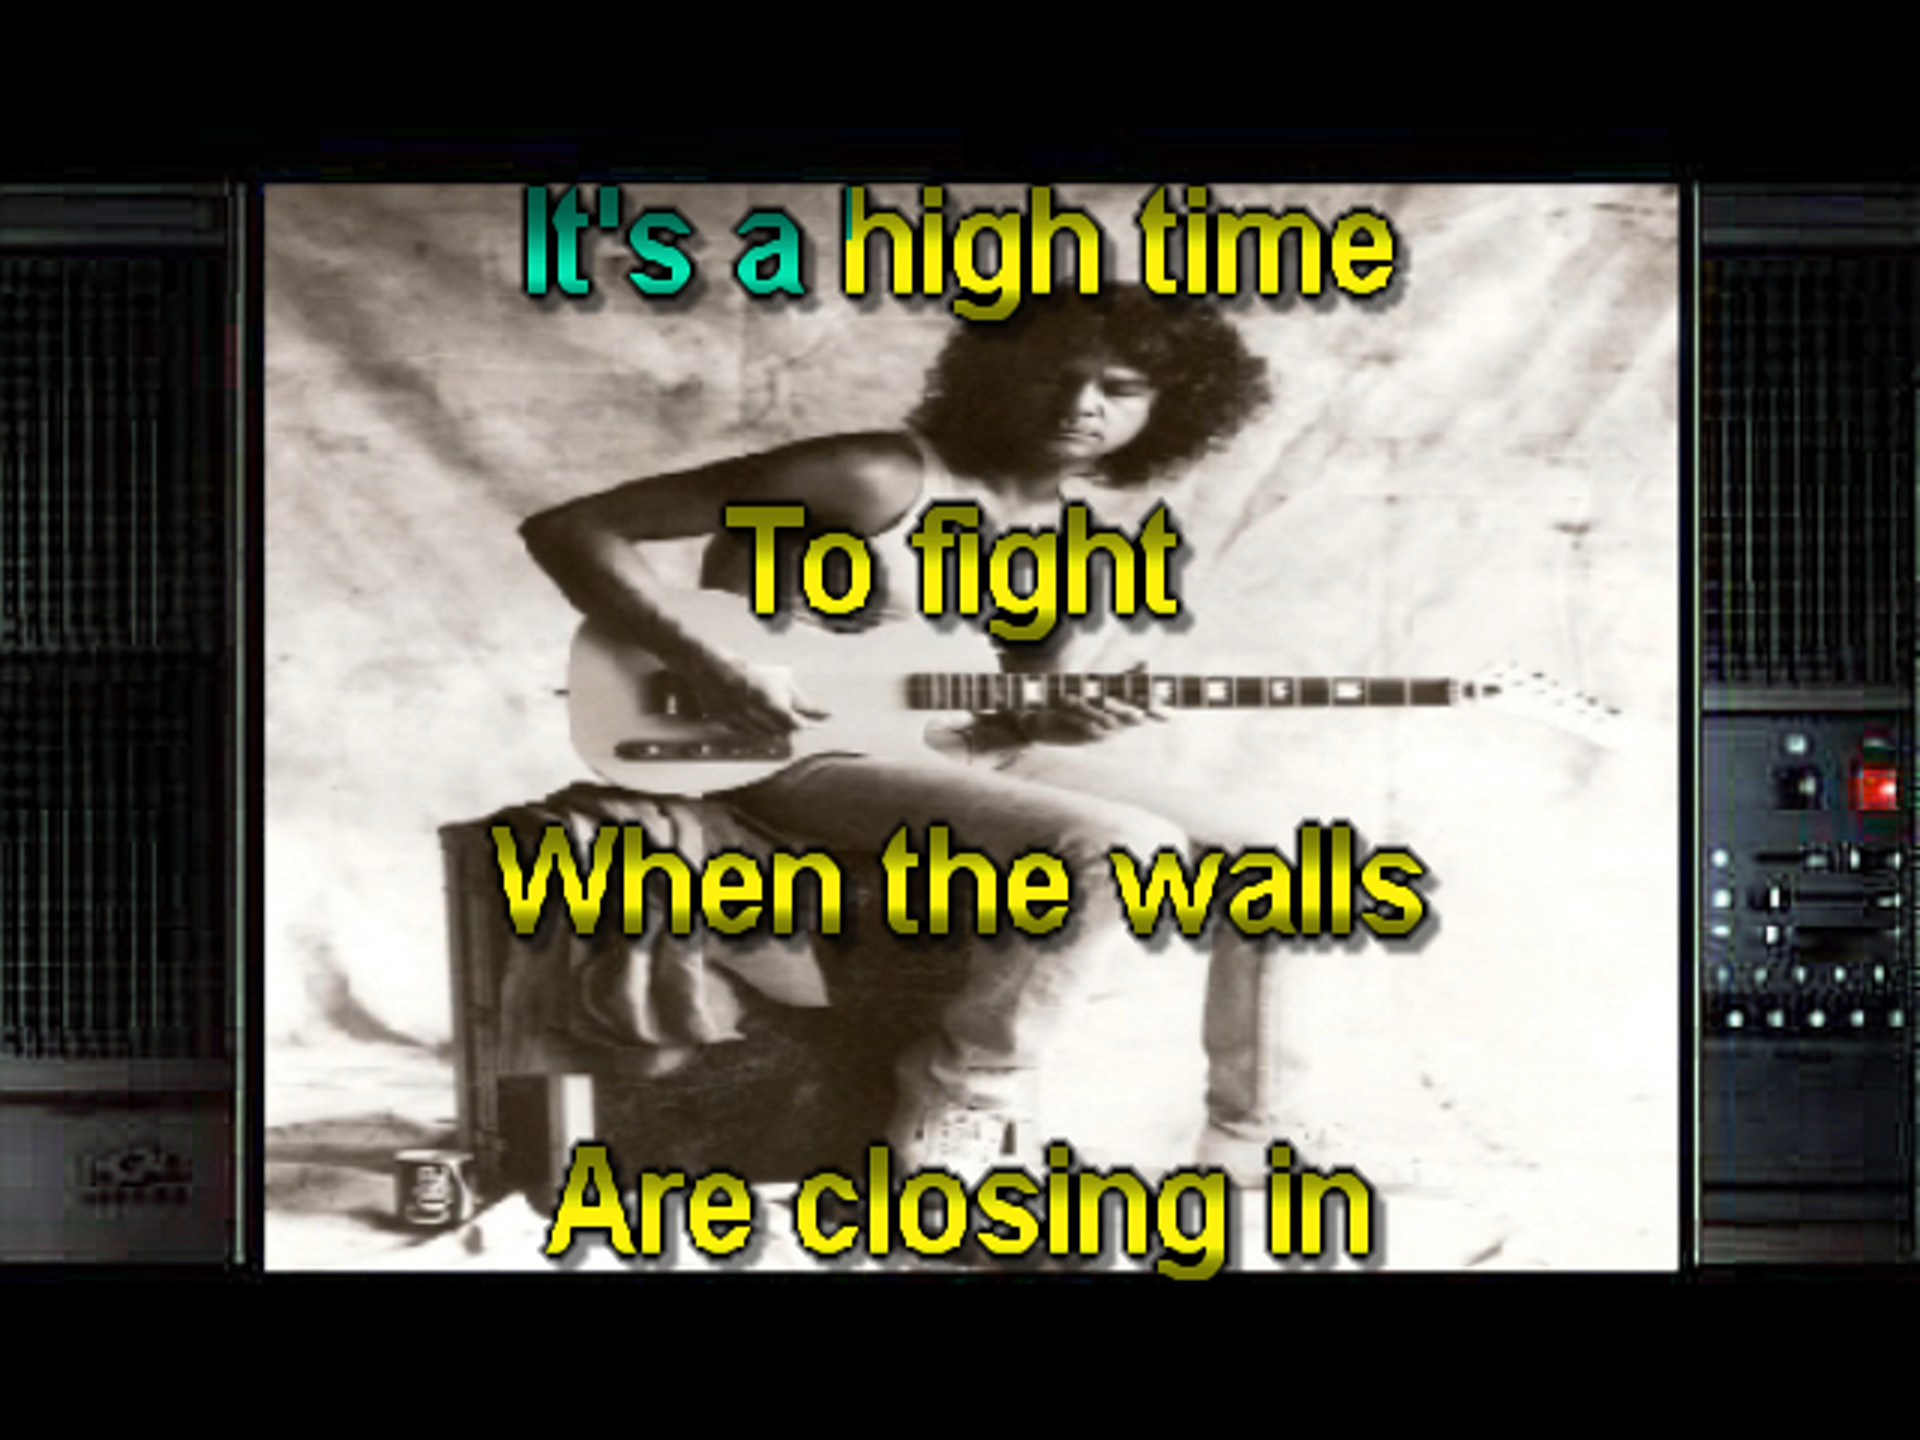 It's a high time
To fight
When the walls
Are closing in